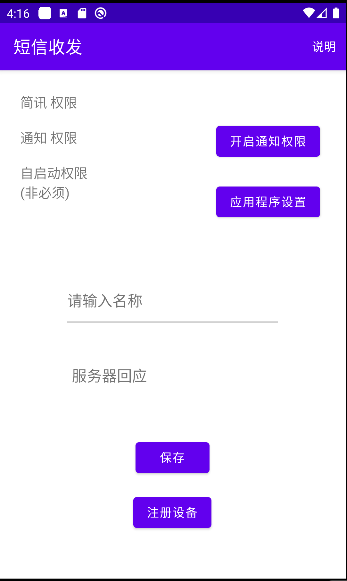 4:16
短信收发 说明
简讯 权限
通知 权限 开启通知权限
自启动权限
(非必须) 应用程序设置
请输入名称
服务器回应
保存
注册设备